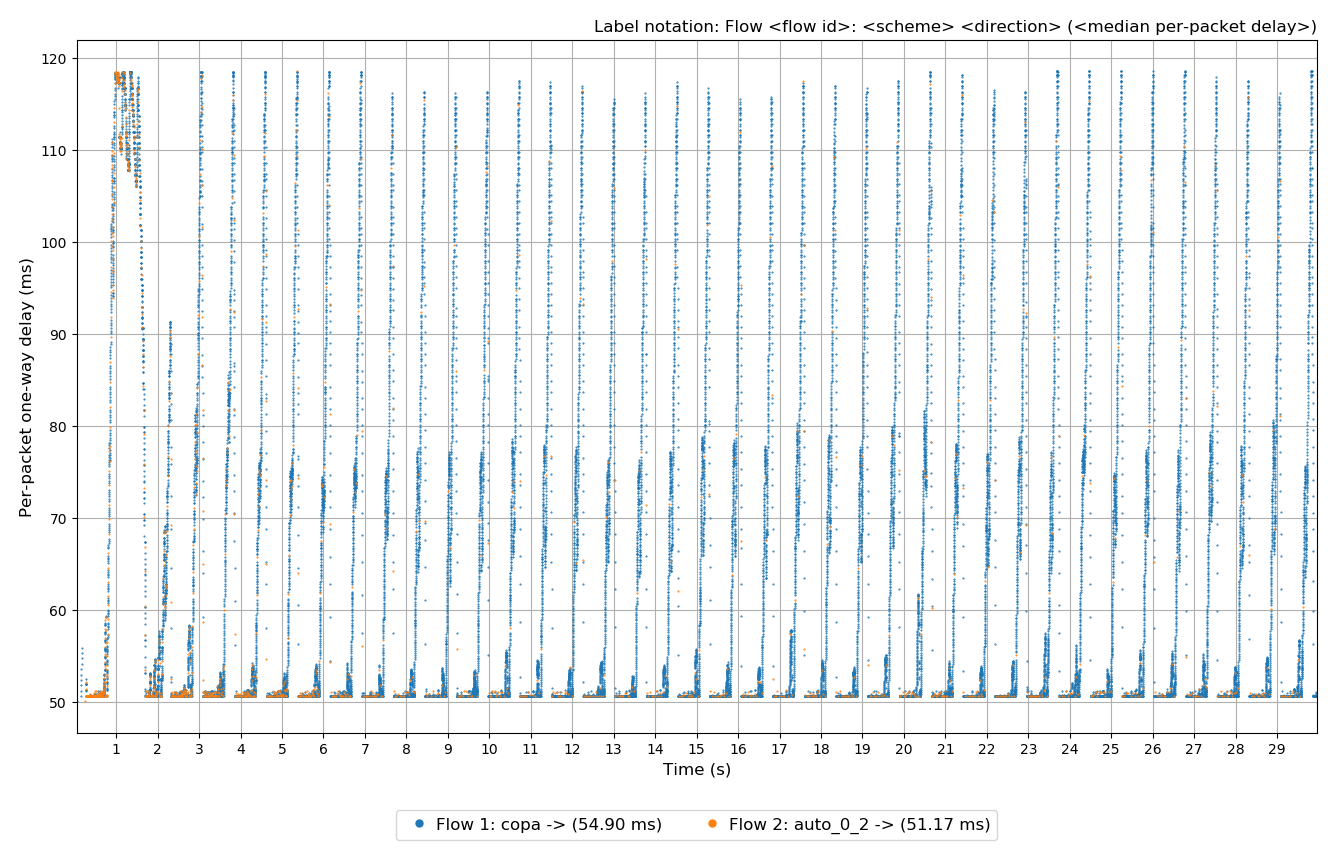 Label notation: Flow <flow id>: <scheme> <direction> (<median per-packet delay>)
120
110
100
90
80
70
60
50
Per-packet one-way delay (ms)
1 2 3 4 5 6 7 8 9 10 11 12 13 14 15 16 17 18 19 20 21 22 23 24 25 26 27 28 29
Time (s)
Flow 1: copa -> (54.90 ms) Flow 2: auto_0_2 -> (51.17 ms)